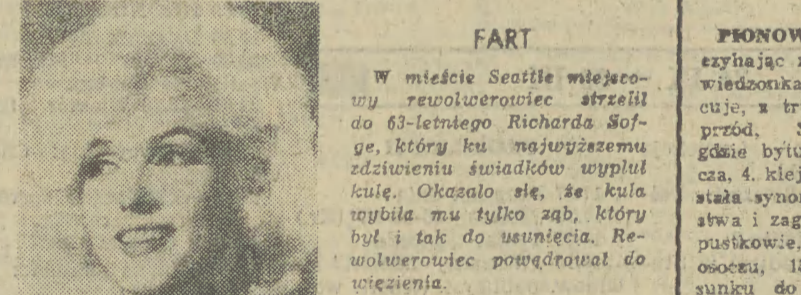 FART
W mieście Seattle miejsco-
wy rewolwerowiec strzelił
do 63-letniego Richarda Sof-
ge, który ku najwyższemu
zdziwieniu świadków wypluł
kulę. Okazało się, że kula
wybiła mu tylko ząb, który
był i tak do usunięcia. Re-
wolwerowiec powędrował do
więzienia.
PIONOW
czyhając
wiedzonka
cuje, z tr
przód,
gdzie bytu
cza, 4. klej
stała synon
stwa i zag
pustkowie,
osoczu, 1
sunku do